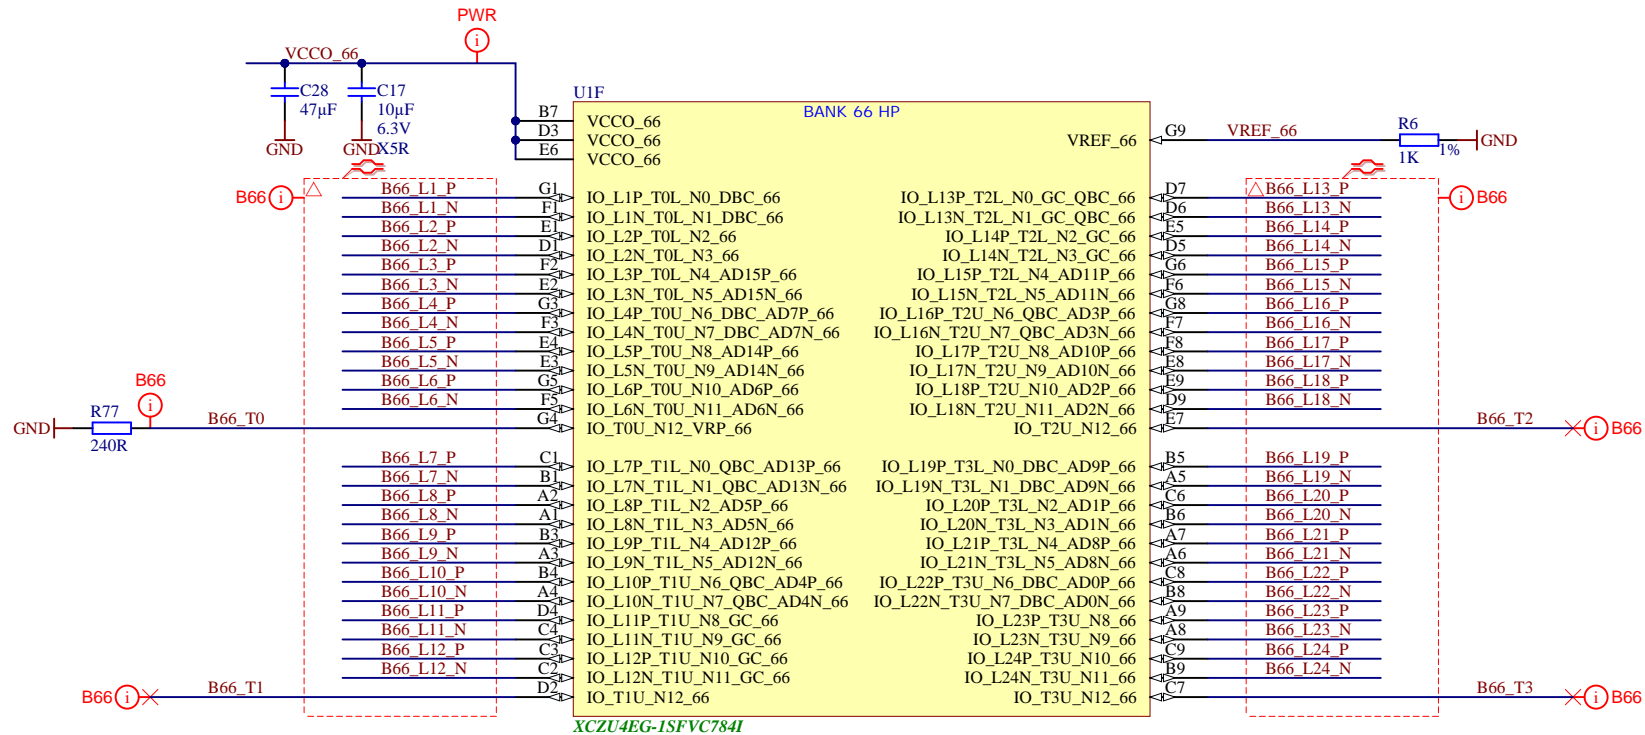 PWR
i
VCCO_66
C28
47µF
GND
C17
10µF
6.3V
X5R
GND
U1F
BANK 66 HP
B7 VCCO_66
D3 VCCO_66
E6 VCCO_66
VREF_66 G9 VREF_66
R6
1K
1%
GND
B66 i
B66_L1_P G1 IO_L1P_T0L_N0_DBC_66
B66_L1_N F1 IO_L1N_T0L_N1_DBC_66
B66_L2_P E1 IO_L2P_T0L_N2_66
B66_L2_N D1 IO_L2N_T0L_N3_66
B66_L3_P F2 IO_L3P_T0L_N4_AD15P_66
B66_L3_N E2 IO_L3N_T0L_N5_AD15N_66
B66_L4_P G3 IO_L4P_T0U_N6_DBC_AD7P_66
B66_L4_N F3 IO_L4N_T0U_N7_DBC_AD7N_66
B66_L5_P E4 IO_L5P_T0U_N8_AD14P_66
B66_L5_N E3 IO_L5N_T0U_N9_AD14N_66
B66_L6_P G5 IO_L6P_T0U_N10_AD6P_66
B66_L6_N F5 IO_L6N_T0U_N11_AD6N_66
GND
R77
240R
B66
i
B66_T0 G4 IO_T0U_N12_VRP_66
B66_L7_P C1 IO_L7P_T1L_N0_QBC_AD13P_66
B66_L7_N B1 IO_L7N_T1L_N1_QBC_AD13N_66
B66_L8_P A2 IO_L8P_T1L_N2_AD5P_66
B66_L8_N A1 IO_L8N_T1L_N3_AD5N_66
B66_L9_P B3 IO_L9P_T1L_N4_AD12P_66
B66_L9_N A3 IO_L9N_T1L_N5_AD12N_66
B66_L10_P B4 IO_L10P_T1U_N6_QBC_AD4P_66
B66_L10_N A4 IO_L10N_T1U_N7_QBC_AD4N_66
B66_L11_P D4 IO_L11P_T1U_N8_GC_66
B66_L11_N C4 IO_L11N_T1U_N9_GC_66
B66_L12_P C3 IO_L12P_T1U_N10_GC_66
B66_L12_N C2 IO_L12N_T1U_N11_GC_66
B66 i B66_T1 D2 IO_T1U_N12_66
IO_L13P_T2L_N0_GC_QBC_66 D7 B66_L13_P
i B66
IO_L13N_T2L_N1_GC_QBC_66 D6 B66_L13_N
IO_L14P_T2L_N2_GC_66 E5 B66_L14_P
IO_L14N_T2L_N3_GC_66 D5 B66_L14_N
IO_L15P_T2L_N4_AD11P_66 G6 B66_L15_P
IO_L15N_T2L_N5_AD11N_66 F6 B66_L15_N
IO_L16P_T2U_N6_QBC_AD3P_66 G8 B66_L16_P
IO_L16N_T2U_N7_QBC_AD3N_66 F7 B66_L16_N
IO_L17P_T2U_N8_AD10P_66 F8 B66_L17_P
IO_L17N_T2U_N9_AD10N_66 E8 B66_L17_N
IO_L18P_T2U_N10_AD2P_66 E9 B66_L18_P
IO_L18N_T2U_N11_AD2N_66 D9 B66_L18_N
IO_T2U_N12_66 E7 B66_T2 i B66
IO_L19P_T3L_N0_DBC_AD9P_66 B5 B66_L19_P
IO_L19N_T3L_N1_DBC_AD9N_66 A5 B66_L19_N
IO_L20P_T3L_N2_AD1P_66 C6 B66_L20_P
IO_L20N_T3L_N3_AD1N_66 B6 B66_L20_N
IO_L21P_T3L_N4_AD8P_66 A7 B66_L21_P
IO_L21N_T3L_N5_AD8N_66 A6 B66_L21_N
IO_L22P_T3U_N6_DBC_AD0P_66 C8 B66_L22_P
IO_L22N_T3U_N7_DBC_AD0N_66 B8 B66_L22_N
IO_L23P_T3U_N8_66 A9 B66_L23_P
IO_L23N_T3U_N9_66 A8 B66_L23_N
IO_L24P_T3U_N10_66 C9 B66_L24_P
IO_L24N_T3U_N11_66 B9 B66_L24_N
IO_T3U_N12_66 C7 B66_T3 i B66
XCZU4EG-1SFVC784I